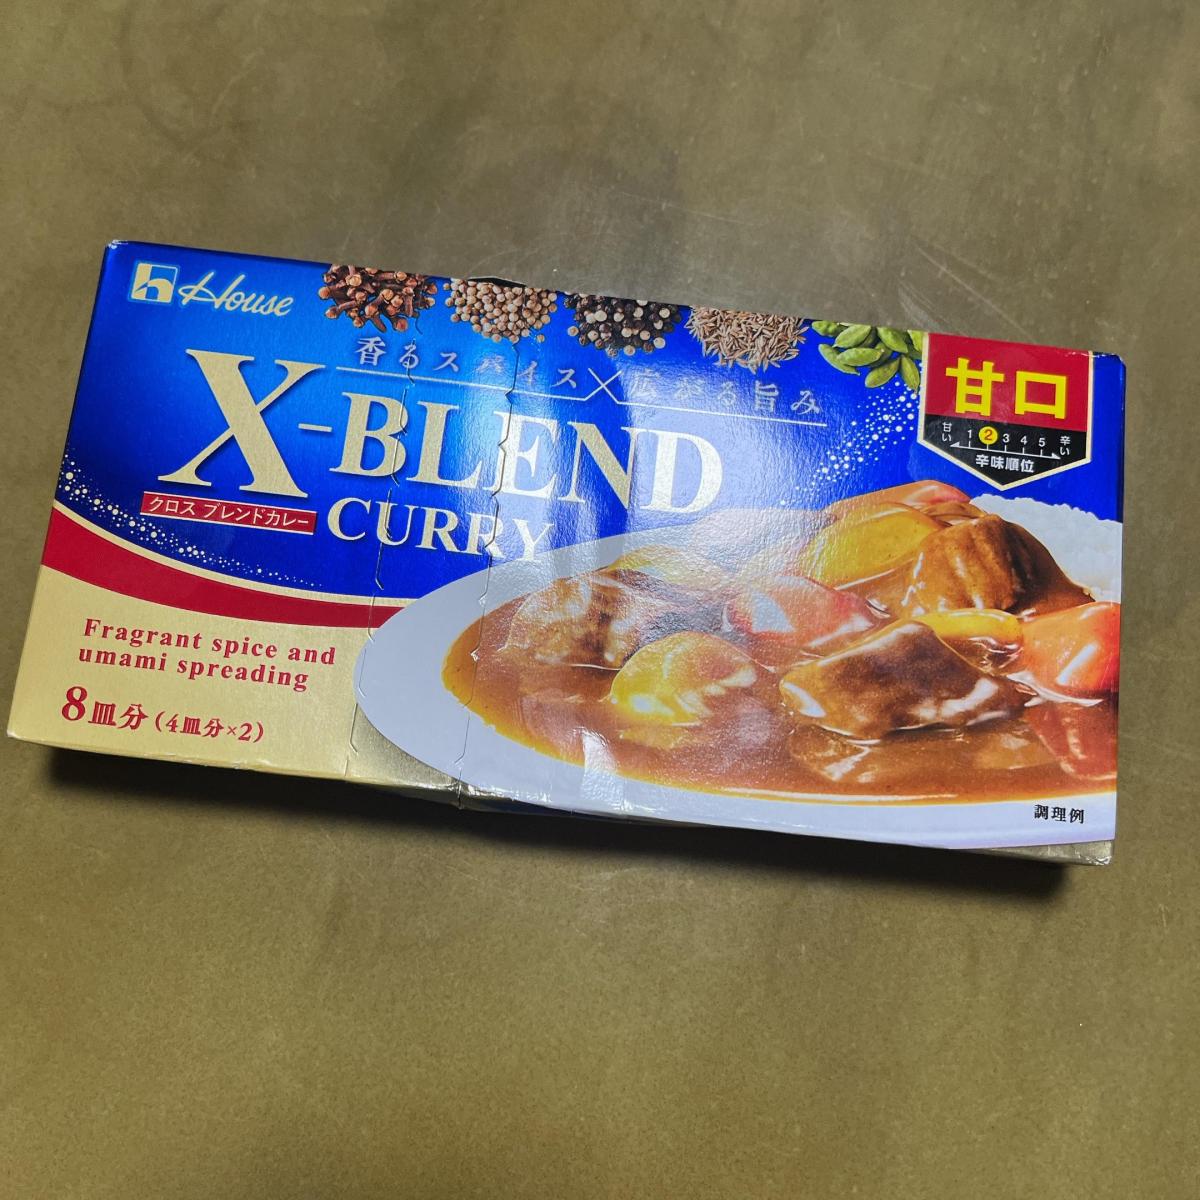 House
香るスパイス×広がる旨み
X-BLEND
クロス ブレンドカレー
CURRY
甘口
甘い 1 2 3 4 5 辛い
辛味順位
Fragrant spice and
umami spreading
8皿分(4皿分×2)
調理例